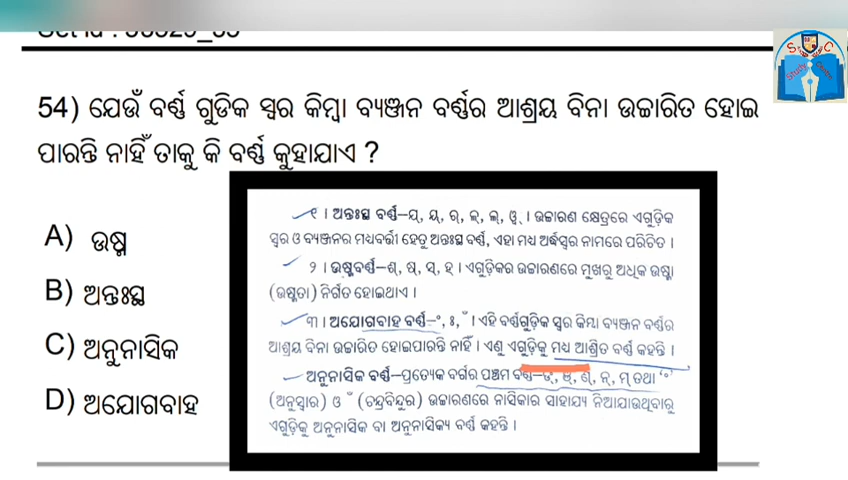 54) ଯେଉଁ ବର୍ଣ୍ଣ ଗୁଡିକ ସ୍ୱର କିମ୍ବା ବ୍ୟଞ୍ଜନ ବର୍ଣ୍ଣର ଆଶ୍ରୟ ବିନା ଉଚ୍ଚାରିତ ହୋଇ
ପାରନ୍ତି ନାହିଁ ତାକୁ କି ବର୍ଣ୍ଣ କୁହାଯାଏ ?
A) ଉଷ୍ମ
B) ଅନ୍ତଃସ୍ଥ
C) ଅନୁନାସିକ
D) ଅଯୋଗବାହ
୧ । ଅନ୍ତଃସ୍ଥ ବର୍ଣ୍ଣ–ଯ୍, ୟ୍, ର୍, ଳ୍, ଲ୍, ୱ୍ । ଉଚ୍ଚାରଣ କ୍ଷେତ୍ରରେ ଏଗୁଡ଼ିକ
ସ୍ୱର ଓ ବ୍ୟଞ୍ଜନର ମଧ୍ୟବର୍ତ୍ତୀ ହେତୁ ଅନ୍ତଃସ୍ଥ ବର୍ଣ୍ଣ, ଏହା ମଧ୍ୟ ଅର୍ଦ୍ଧସ୍ୱର ନାମରେ ପରିଚିତ ।
୨ । ଉଷ୍ମବର୍ଣ୍ଣ–ଶ୍, ଷ୍, ସ୍, ହ୍ । ଏଗୁଡ଼ିକର ଉଚ୍ଚାରଣରେ ମୁଖରୁ ଅଧିକ ଉଷ୍ମା
(ଉଷ୍ମତା) ନିର୍ଗତ ହୋଇଥାଏ ।
୩ । ଅଯୋଗବାହ ବର୍ଣ୍ଣ–ଂ, ଃ, ଁ । ଏହି ବର୍ଣ୍ଣଗୁଡ଼ିକ ସ୍ୱର କିମ୍ବା ବ୍ୟଞ୍ଜନ ବର୍ଣ୍ଣର
ଆଶ୍ରୟ ବିନା ଉଚ୍ଚାରିତ ହୋଇପାରନ୍ତି ନାହିଁ । ଏଣୁ ଏଗୁଡ଼ିକୁ ମଧ୍ୟ ଆଶ୍ରିତ ବର୍ଣ୍ଣ କହନ୍ତି ।
ଅନୁନାସିକ ବର୍ଣ୍ଣ–ପ୍ରତ୍ୟେକ ବର୍ଗର ପଞ୍ଚମ ବର୍ଣ୍ଣ–ଙ୍, ଞ୍, ଣ୍, ନ୍, ମ୍ ତଥା 'ଂ'
(ଅନୁସ୍ୱାର) ଓ ଁ (ଚନ୍ଦ୍ରବିନ୍ଦୁର) ଉଚ୍ଚାରଣରେ ନାସିକାର ସାହାଯ୍ୟ ନିଆଯାଉଥିବାରୁ
ଏଗୁଡ଼ିକୁ ଅନୁନାସିକ ବା ଅନୁନାସିକ୍ୟ ବର୍ଣ୍ଣ କହନ୍ତି ।
S C
Study Centre